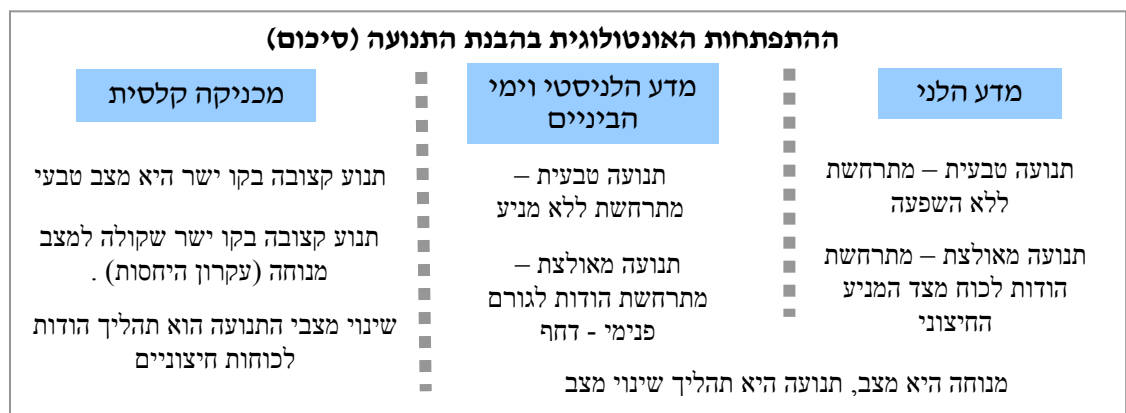 ההתפתחות האונטולוגית בהבנת התנועה (סיכום)
מדע הלני
תנועה טבעית – מתרחשת
ללא השפעה
תנועה מאולצת – מתרחשת
הודות לכוח מצד המניע
החיצוני
מדע הלניסטי וימי
הביניים
תנועה טבעית –
מתרחשת ללא מניע
תנועה מאולצת –
מתרחשת הודות לגורם
פנימי - דחף
מנוחה היא מצב, תנועה היא תהליך שינוי מצב
מכניקה קלסית
תנוע קצובה בקו ישר היא מצב טבעי
תנוע קצובה בקו ישר שקולה למצב
מנוחה (עקרון היחסות) .
שינוי מצבי התנועה הוא תהליך הודות
לכוחות חיצוניים